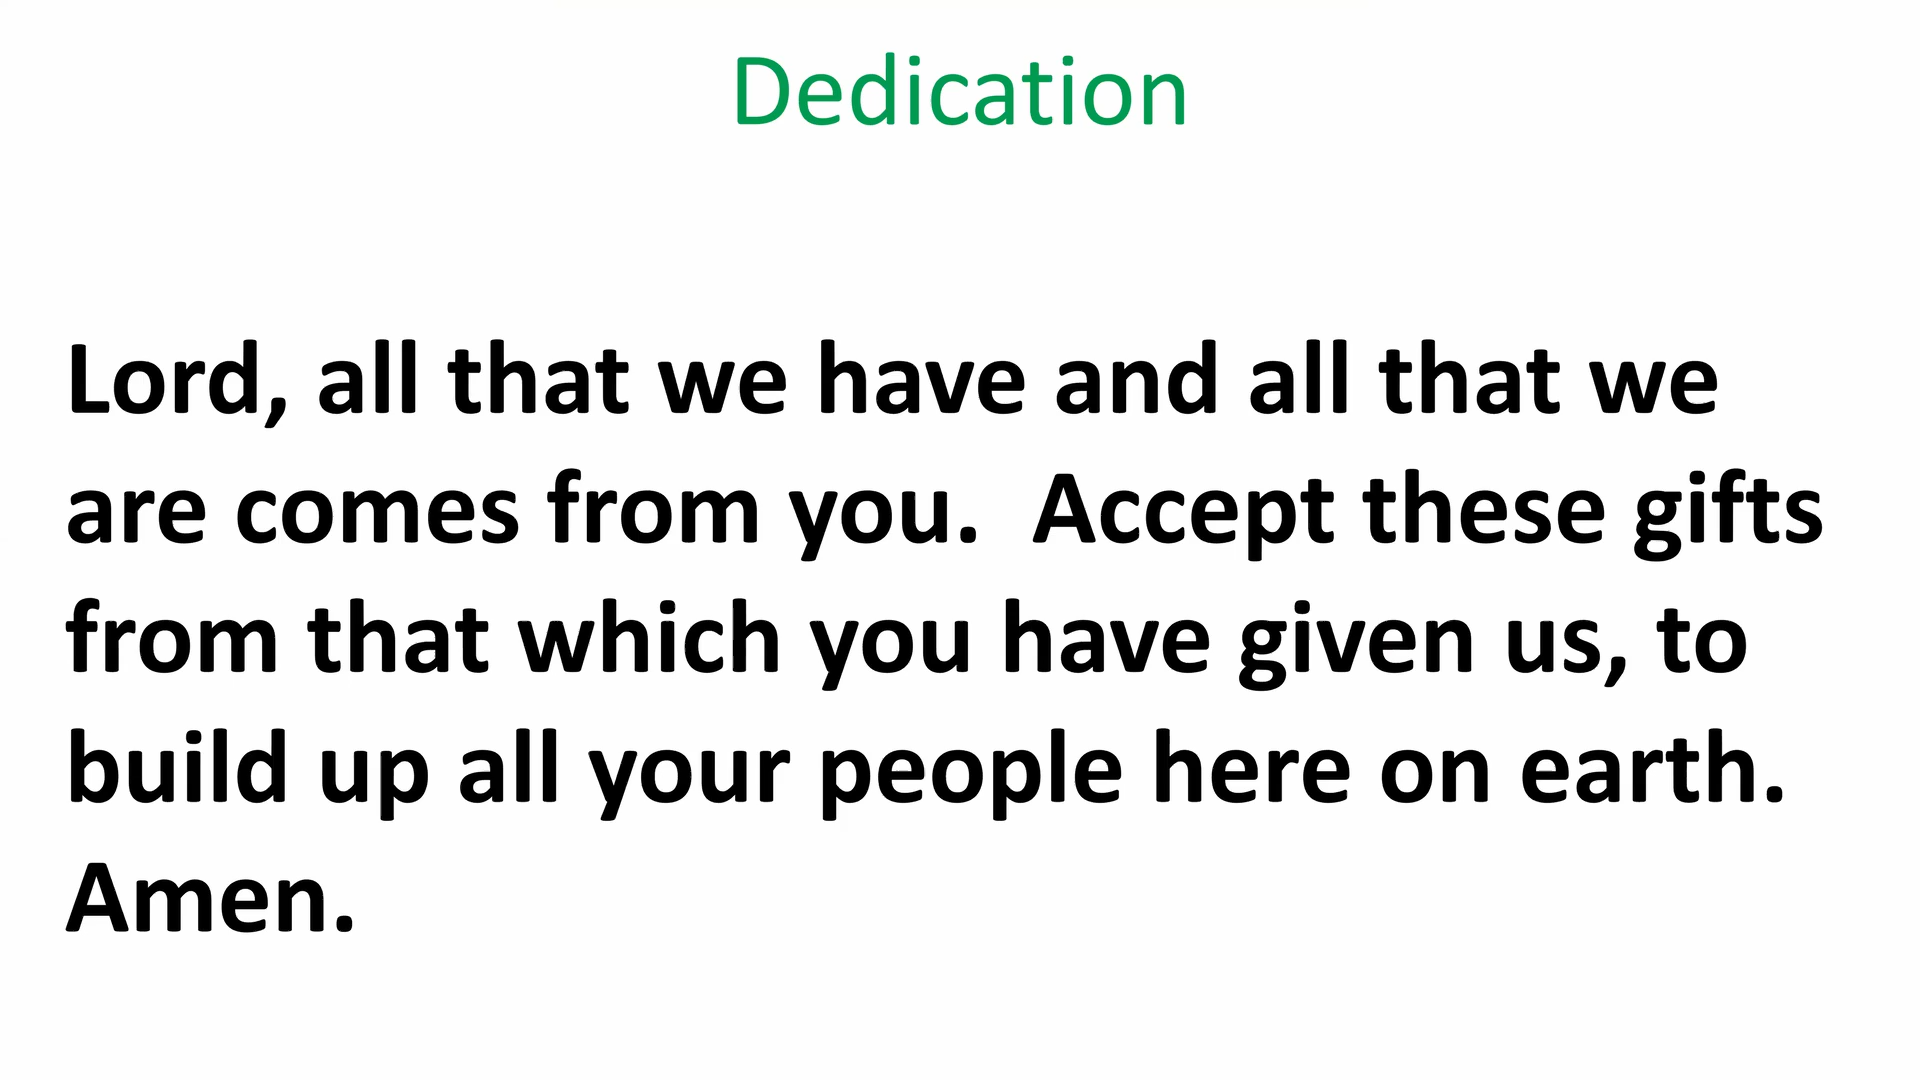 Dedication
Lord, all that we have and all that we
are comes from you.  Accept these gifts
from that which you have given us, to
build up all your people here on earth.
Amen.